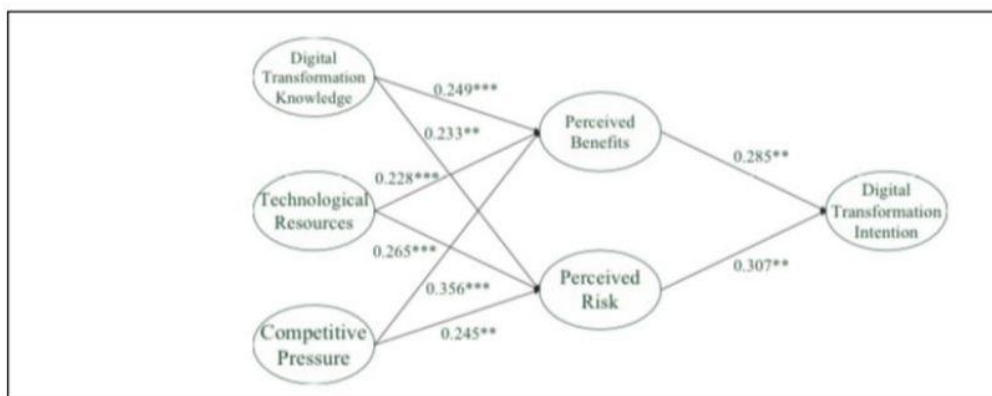 Digital
Transformation
Knowledge
0.249***
0.233**
Perceived
Benefits
0.285**
0.228***
Technological
Resources
Digital
Transformation
Intention
0.265***
0.307**
0.356***
Perceived
Risk
0.245**
Competitive
Pressure